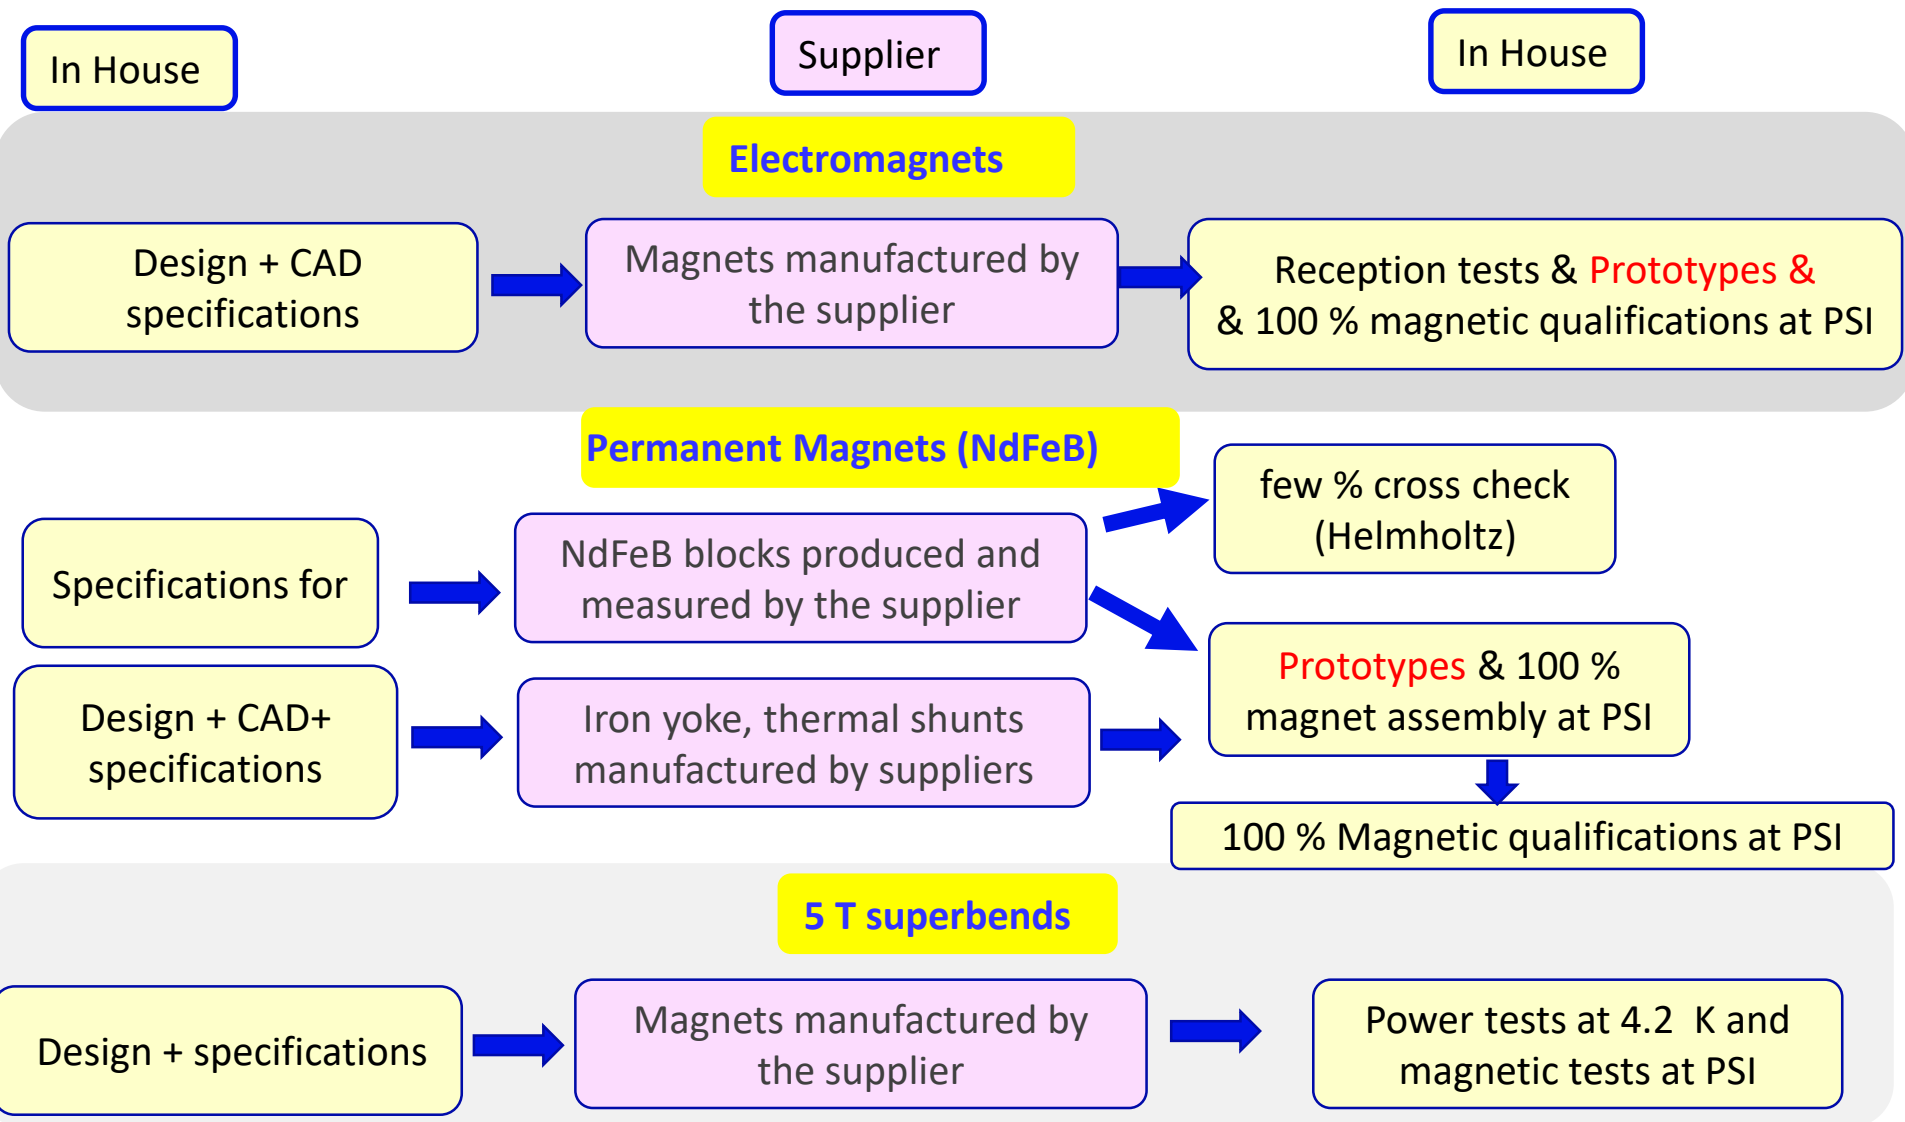 In House
Supplier
In House
Electromagnets
Design + CAD
specifications
Magnets manufactured by
the supplier
Reception tests & Prototypes &
& 100 % magnetic qualifications at PSI
Permanent Magnets (NdFeB)
few % cross check
(Helmholtz)
Specifications for
NdFeB blocks produced and
measured by the supplier
Prototypes & 100 %
magnet assembly at PSI
Design + CAD+
specifications
Iron yoke, thermal shunts
manufactured by suppliers
100 % Magnetic qualifications at PSI
5 T superbends
Design + specifications
Magnets manufactured by
the supplier
Power tests at 4.2 K and
magnetic tests at PSI